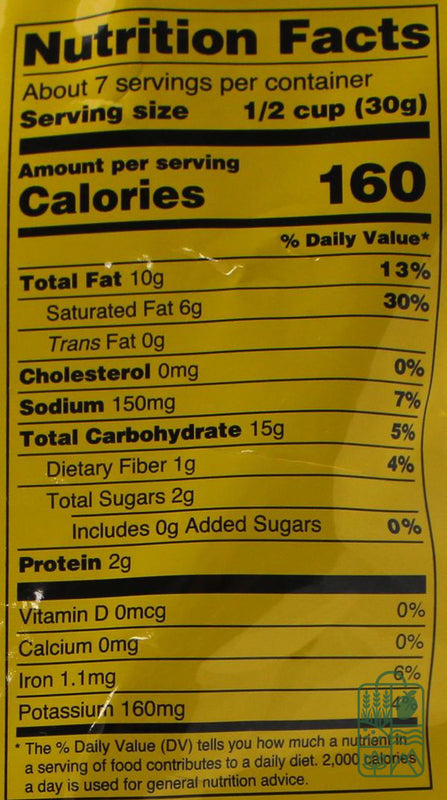 Nutrition Facts
About 7 servings per container
Serving size 1/2 cup (30g)
Amount per serving
Calories 160
% Daily Value*
Total Fat 10g 13%
Saturated Fat 6g 30%
Trans Fat 0g
Cholesterol 0mg 0%
Sodium 150mg 7%
Total Carbohydrate 15g 5%
Dietary Fiber 1g 4%
Total Sugars 2g
Includes 0g Added Sugars 0%
Protein 2g
Vitamin D 0mcg 0%
Calcium 0mg 0%
Iron 1.1mg 6%
Potassium 160mg 4%
* The % Daily Value (DV) tells you how much a nutrient in
a serving of food contributes to a daily diet. 2,000 calories
a day is used for general nutrition advice.